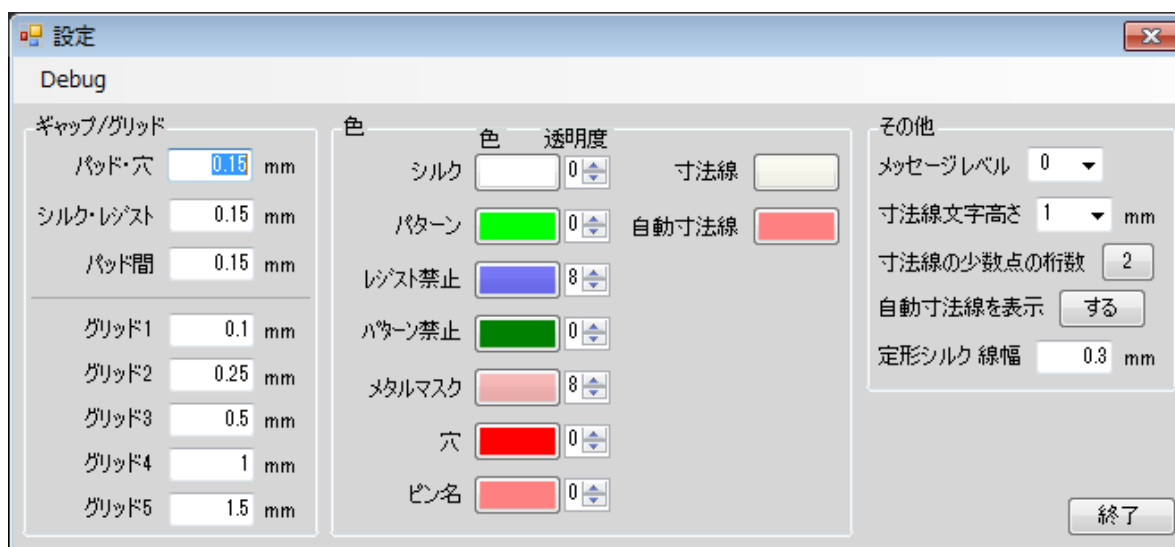 設定
Debug
ギャップ/グリッド
パッド・穴 0.15 mm
シルク・レジスト 0.15 mm
パッド間 0.15 mm
グリッド1 0.1 mm
グリッド2 0.25 mm
グリッド3 0.5 mm
グリッド4 1 mm
グリッド5 1.5 mm
色
色 透明度
シルク 0 寸法線
パターン 0 自動寸法線
レジスト禁止 8
パターン禁止 0
メタルマスク 8
穴 0
ピン名 0
その他
メッセージレベル 0
寸法線文字高さ 1 mm
寸法線の少数点の桁数 2
自動寸法線を表示 する
定形シルク 線幅 0.3 mm
終了